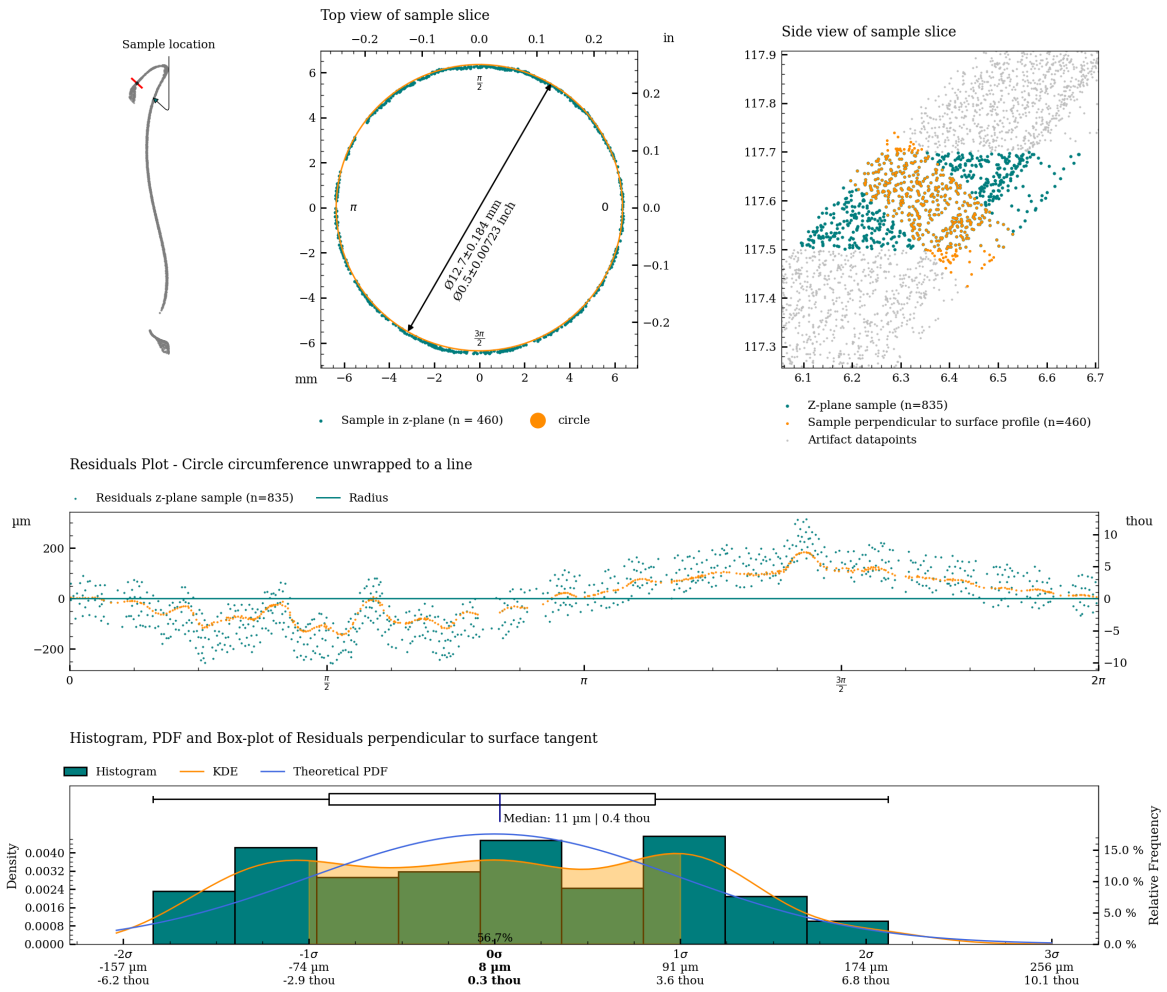 Top view of sample slice
Sample location
−0.2 −0.1 0.0 0.1 0.2 in
Side view of sample slice
6
4
2
0
−2
−4
−6
mm
−6 −4 −2 0 2 4 6
0.2
0.1
0.0
−0.1
−0.2
π/2
π
0
3π/2
Ø12.7±0.184 mm
Ø0.5±0.00723 inch
117.9
117.8
117.7
117.6
117.5
117.4
117.3
6.1 6.2 6.3 6.4 6.5 6.6 6.7
Sample in z-plane (n = 460) circle
Z-plane sample (n=835)
Sample perpendicular to surface profile (n=460)
Artifact datapoints
Residuals Plot - Circle circumference unwrapped to a line
Residuals z-plane sample (n=835) Radius
µm
thou
200
0
−200
10
5
0
−5
−10
0 π/2 π 3π/2 2π
Histogram, PDF and Box-plot of Residuals perpendicular to surface tangent
Histogram KDE Theoretical PDF
Median: 11 µm | 0.4 thou
Density
0.0040
0.0032
0.0024
0.0016
0.0008
0.0000
15.0 %
10.0 %
5.0 %
0.0 %
Relative Frequency
56.7%
-2σ -1σ 0σ 1σ 2σ 3σ
-157 µm -74 µm 8 µm 91 µm 174 µm 256 µm
-6.2 thou -2.9 thou 0.3 thou 3.6 thou 6.8 thou 10.1 thou